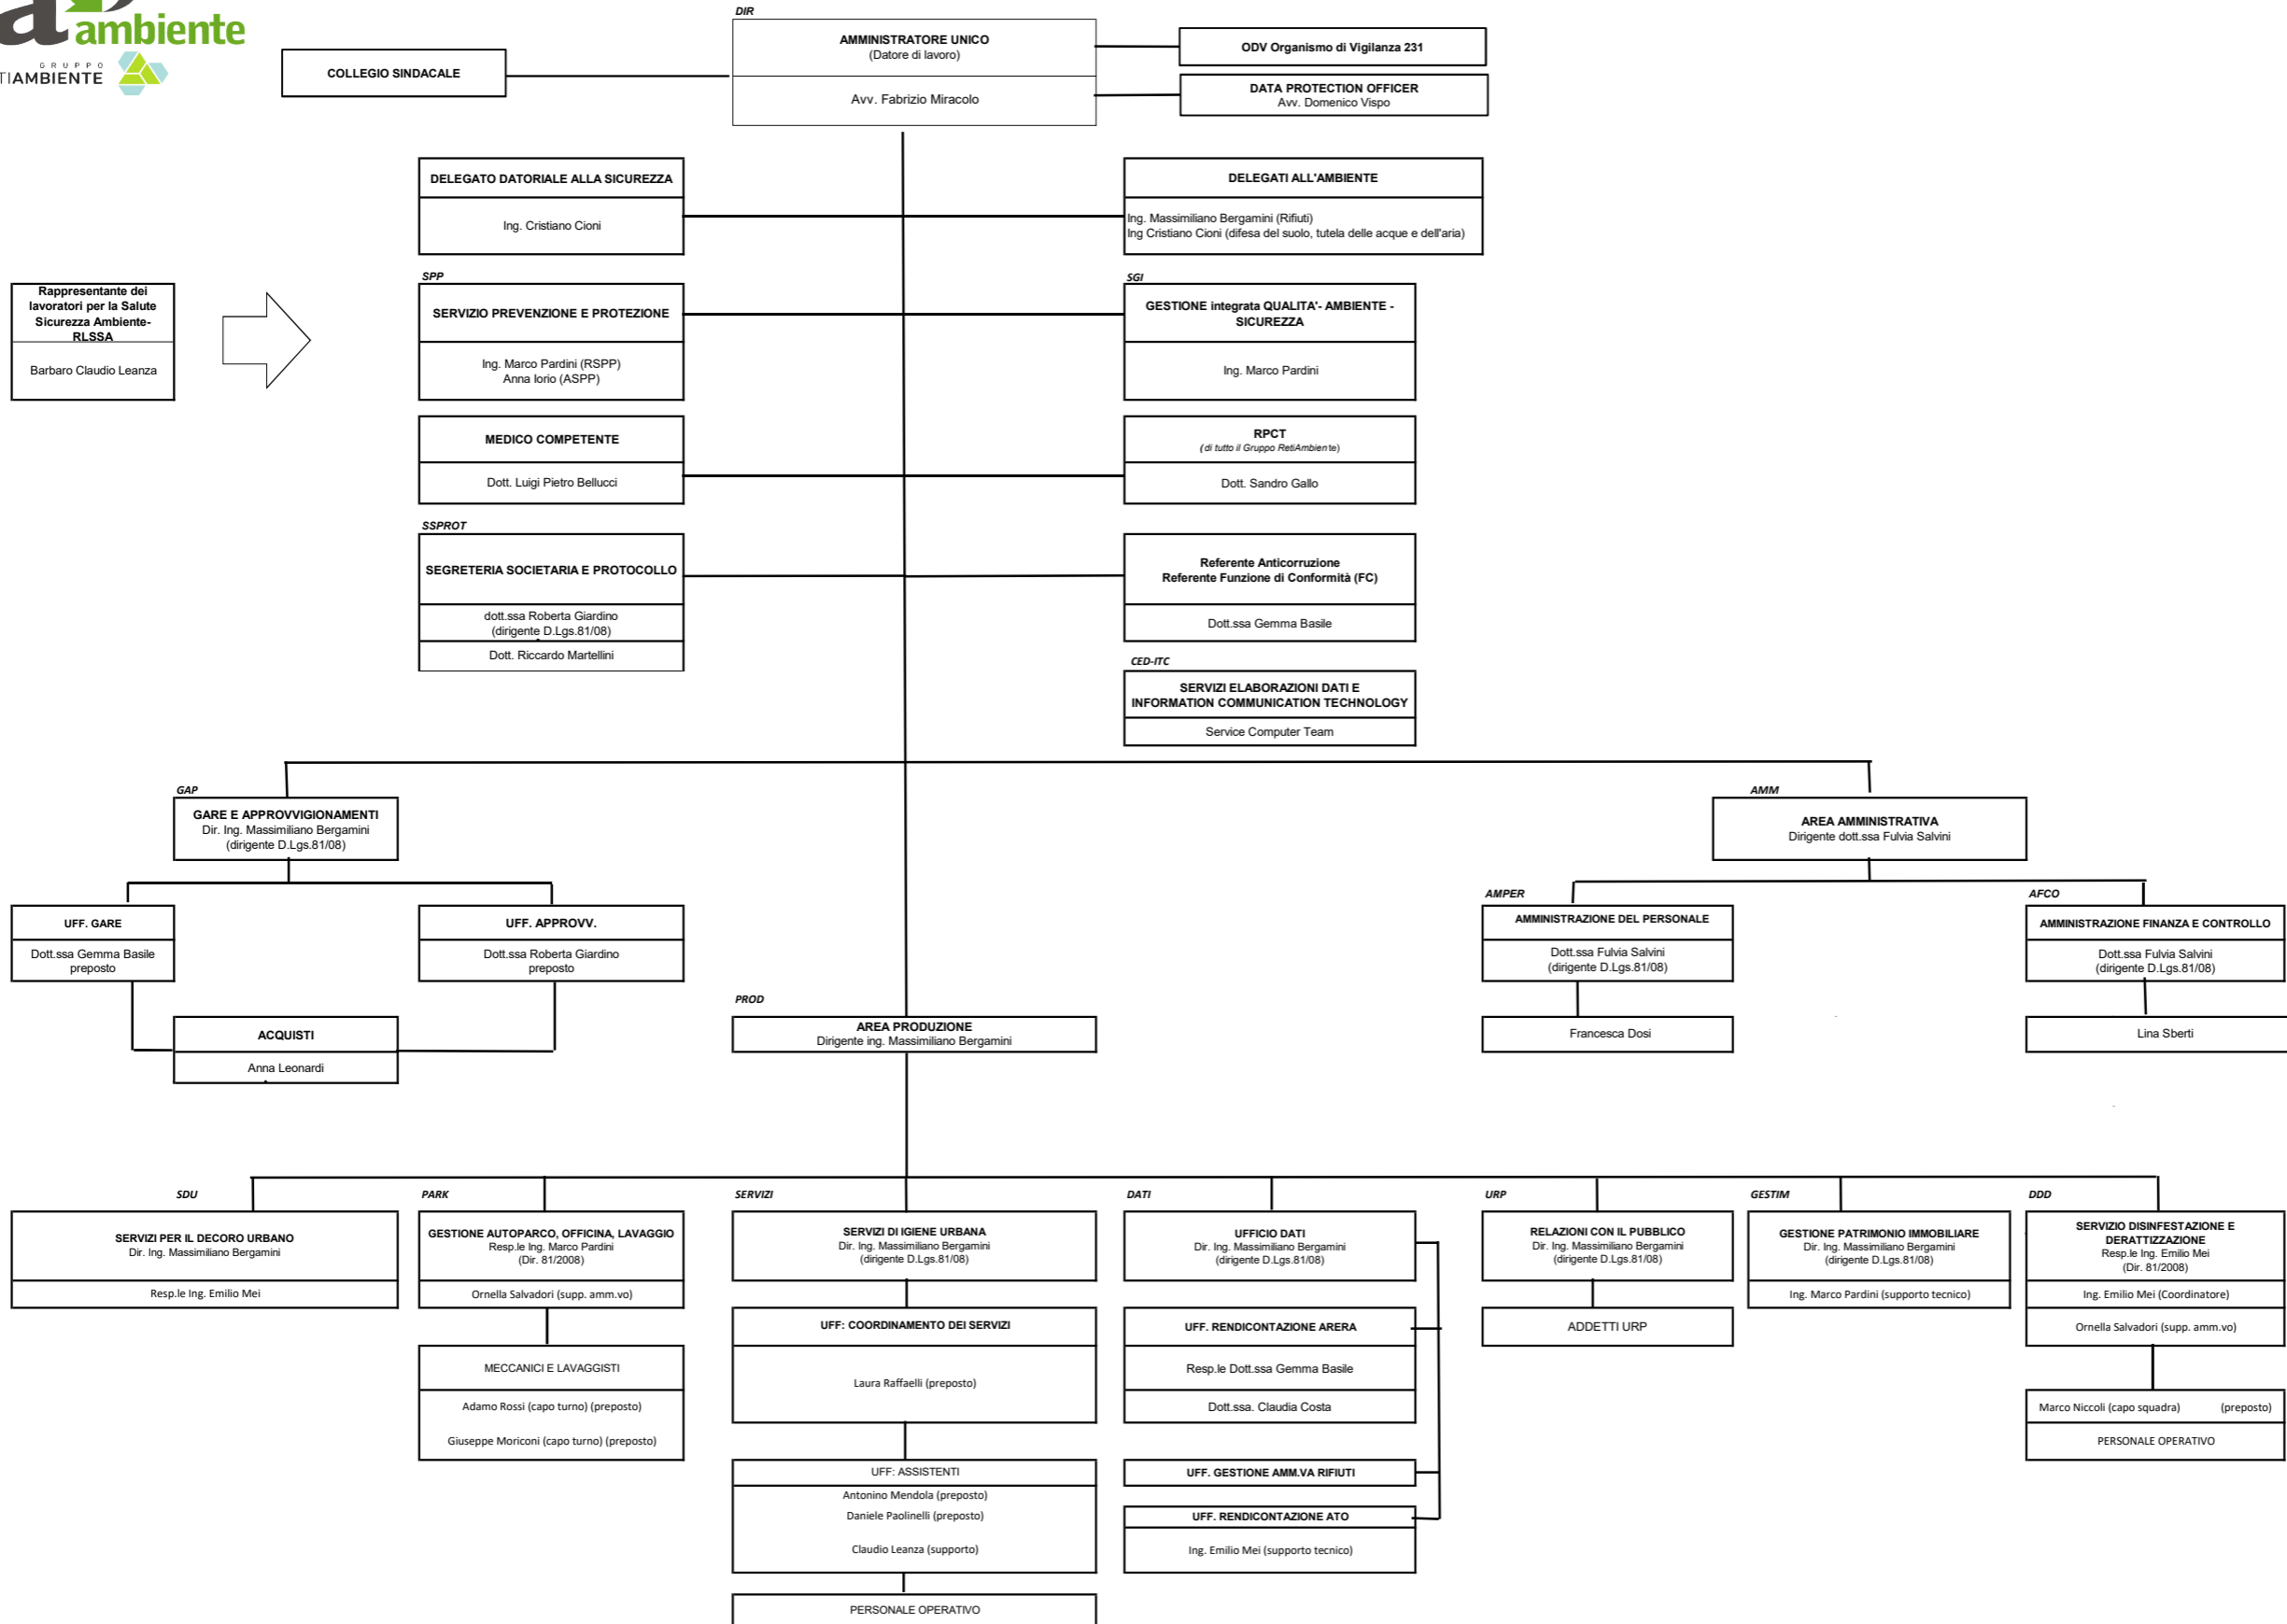 a
ambiente
GRUPPO
TIAMBIENTE
DIR
AMMINISTRATORE UNICO
(Datore di lavoro)
Avv. Fabrizio Miracolo
COLLEGIO SINDACALE
ODV Organismo di Vigilanza 231
DATA PROTECTION OFFICER
Avv. Domenico Vispo
DELEGATO DATORIALE ALLA SICUREZZA
Ing. Cristiano Cioni
DELEGATI ALL'AMBIENTE
Ing. Massimiliano Bergamini (Rifiuti)
Ing Cristiano Cioni (difesa del suolo, tutela delle acque e dell'aria)
Rappresentante dei
lavoratori per la Salute
Sicurezza Ambiente-
RLSSA
Barbaro Claudio Leanza
SPP
SERVIZIO PREVENZIONE E PROTEZIONE
Ing. Marco Pardini (RSPP)
Anna Iorio (ASPP)
SGI
GESTIONE integrata QUALITA'- AMBIENTE -
SICUREZZA
Ing. Marco Pardini
MEDICO COMPETENTE
Dott. Luigi Pietro Bellucci
RPCT
(di tutto il Gruppo RetiAmbiente)
Dott. Sandro Gallo
SSPROT
SEGRETERIA SOCIETARIA E PROTOCOLLO
dott.ssa Roberta Giardino
(dirigente D.Lgs.81/08)
Dott. Riccardo Martellini
Referente Anticorruzione
Referente Funzione di Conformità (FC)
Dott.ssa Gemma Basile
CED-ITC
SERVIZI ELABORAZIONI DATI E
INFORMATION COMMUNICATION TECHNOLOGY
Service Computer Team
GAP
GARE E APPROVVIGIONAMENTI
Dir. Ing. Massimiliano Bergamini
(dirigente D.Lgs.81/08)
AMM
AREA AMMINISTRATIVA
Dirigente dott.ssa Fulvia Salvini
UFF. GARE
Dott.ssa Gemma Basile
preposto
UFF. APPROVV.
Dott.ssa Roberta Giardino
preposto
AMPER
AMMINISTRAZIONE DEL PERSONALE
Dott.ssa Fulvia Salvini
(dirigente D.Lgs.81/08)
AFCO
AMMINISTRAZIONE FINANZA E CONTROLLO
Dott.ssa Fulvia Salvini
(dirigente D.Lgs.81/08)
ACQUISTI
Anna Leonardi
PROD
AREA PRODUZIONE
Dirigente ing. Massimiliano Bergamini
Francesca Dosi
Lina Sberti
SDU
SERVIZI PER IL DECORO URBANO
Dir. Ing. Massimiliano Bergamini
Resp.le Ing. Emilio Mei
PARK
GESTIONE AUTOPARCO, OFFICINA, LAVAGGIO
Resp.le Ing. Marco Pardini
(Dir. 81/2008)
Ornella Salvadori (supp. amm.vo)
MECCANICI E LAVAGGISTI
Adamo Rossi (capo turno) (preposto)
Giuseppe Moriconi (capo turno) (preposto)
SERVIZI
SERVIZI DI IGIENE URBANA
Dir. Ing. Massimiliano Bergamini
(dirigente D.Lgs.81/08)
UFF: COORDINAMENTO DEI SERVIZI
Laura Raffaelli (preposto)
UFF: ASSISTENTI
Antonino Mendola (preposto)
Daniele Paolinelli (preposto)
Claudio Leanza (supporto)
PERSONALE OPERATIVO
DATI
UFFICIO DATI
Dir. Ing. Massimiliano Bergamini
(dirigente D.Lgs.81/08)
UFF. RENDICONTAZIONE ARERA
Resp.le Dott.ssa Gemma Basile
Dott.ssa. Claudia Costa
UFF. GESTIONE AMM.VA RIFIUTI
UFF. RENDICONTAZIONE ATO
Ing. Emilio Mei (supporto tecnico)
URP
RELAZIONI CON IL PUBBLICO
Dir. Ing. Massimiliano Bergamini
(dirigente D.Lgs.81/08)
ADDETTI URP
GESTIM
GESTIONE PATRIMONIO IMMOBILIARE
Dir. Ing. Massimiliano Bergamini
(dirigente D.Lgs.81/08)
Ing. Marco Pardini (supporto tecnico)
DDD
SERVIZIO DISINFESTAZIONE E
DERATTIZZAZIONE
Resp.le Ing. Emilio Mei
(Dir. 81/2008)
Ing. Emilio Mei (Coordinatore)
Ornella Salvadori (supp. amm.vo)
Marco Niccoli (capo squadra) (preposto)
PERSONALE OPERATIVO